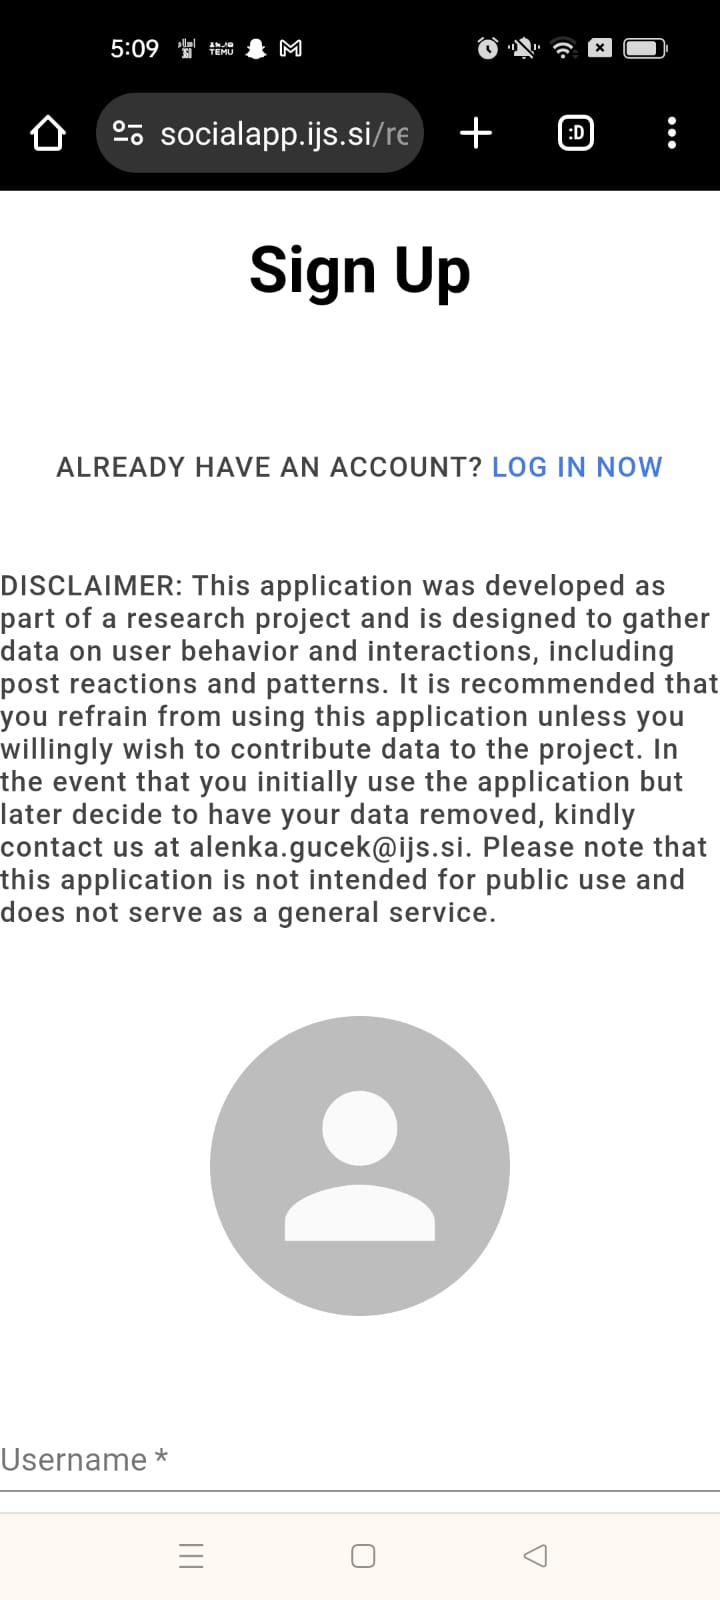 5:09
TEMU
socialapp.ijs.si/re
:D
Sign Up
ALREADY HAVE AN ACCOUNT? LOG IN NOW
DISCLAIMER: This application was developed as
part of a research project and is designed to gather
data on user behavior and interactions, including
post reactions and patterns. It is recommended that
you refrain from using this application unless you
willingly wish to contribute data to the project. In
the event that you initially use the application but
later decide to have your data removed, kindly
contact us at alenka.gucek@ijs.si. Please note that
this application is not intended for public use and
does not serve as a general service.
Username *